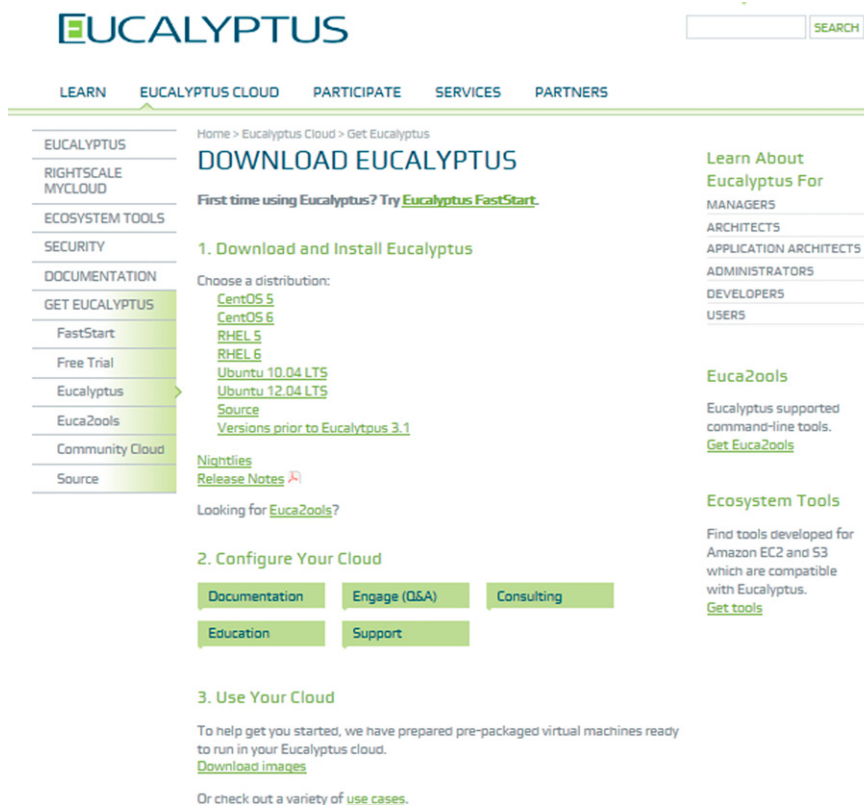 EUCALYPTUS
SEARCH
LEARN EUCALYPTUS CLOUD PARTICIPATE SERVICES PARTNERS
EUCALYPTUS
RIGHTSCALE
MYCLOUD
ECOSYSTEM TOOLS
SECURITY
DOCUMENTATION
GET EUCALYPTUS
FastStart
Free Trial
Eucalyptus
Euca2ools
Community Cloud
Source
Home > Eucalyptus Cloud > Get Eucalyptus
DOWNLOAD EUCALYPTUS
First time using Eucalyptus? Try Eucalyptus FastStart.
1. Download and Install Eucalyptus
Choose a distribution:
CentOS 5
CentOS 6
RHEL 5
RHEL 6
Ubuntu 10.04 LTS
Ubuntu 12.04 LTS
Source
Versions prior to Eucalytpus 3.1
Nightlies
Release Notes
Looking for Euca2ools?
2. Configure Your Cloud
Documentation Engage (Q&A) Consulting
Education Support
3. Use Your Cloud
To help get you started, we have prepared pre-packaged virtual machines ready
to run in your Eucalyptus cloud.
Download images
Or check out a variety of use cases.
Learn About
Eucalyptus For
MANAGERS
ARCHITECTS
APPLICATION ARCHITECTS
ADMINISTRATORS
DEVELOPERS
USERS
Euca2ools
Eucalyptus supported
command-line tools.
Get Euca2ools
Ecosystem Tools
Find tools developed for
Amazon EC2 and S3
which are compatible
with Eucalyptus.
Get tools